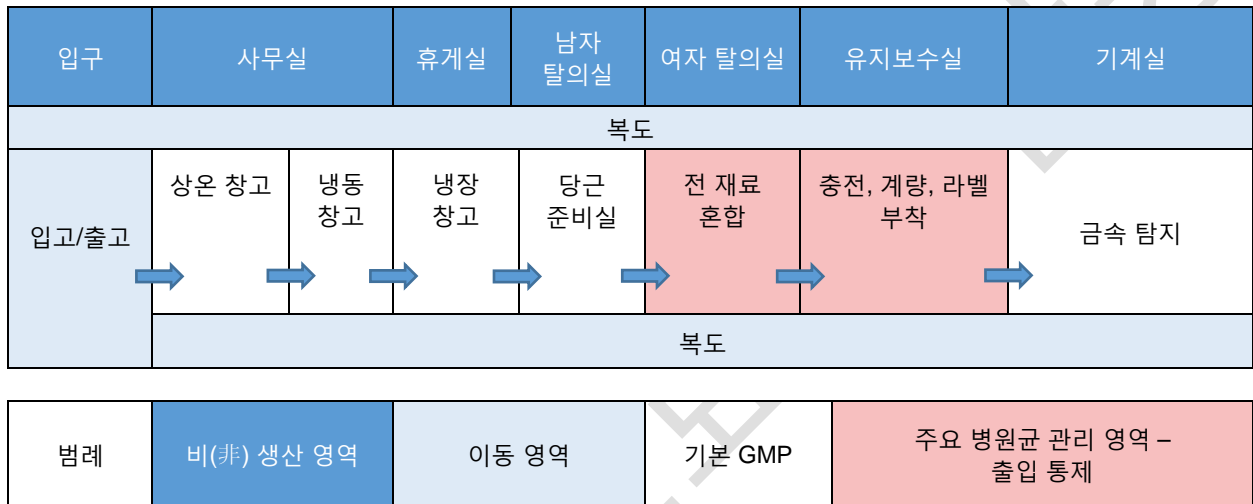 입구
사무실
휴게실
남자
탈의실
여자 탈의실
유지보수실
기계실
복도
입고/출고
상온 창고
냉동
창고
냉장
창고
당근
준비실
전 재료
혼합
충전, 계량, 라벨
부착
금속 탐지
복도
범례
비(非) 생산 영역
이동 영역
기본 GMP
주요 병원균 관리 영역 –
출입 통제